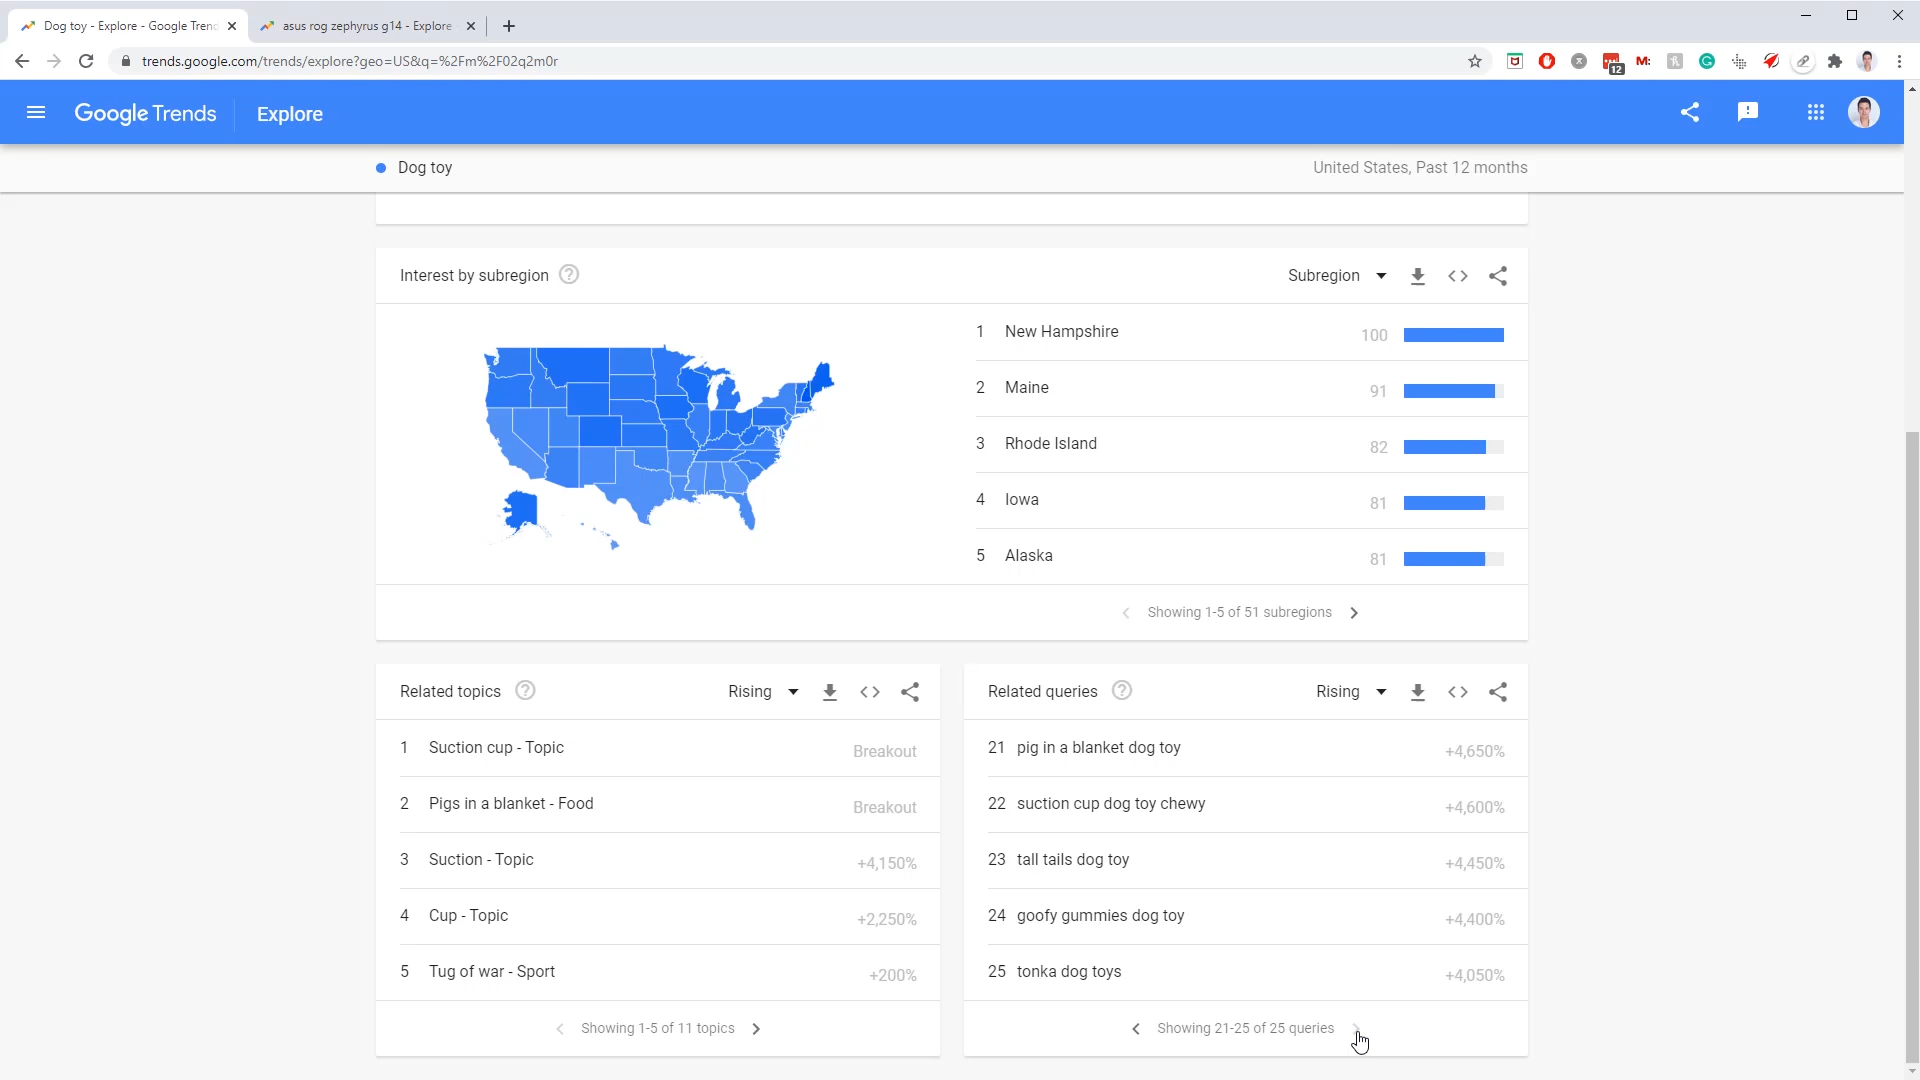 Dog toy - Explore - Google Trend
asus rog zephyrus g14 - Explore
trends.google.com/trends/explore?geo=US&q=%2Fm%2F02q2m0r
12
M:
Google Trends
Explore
Dog toy
United States, Past 12 months
Interest by subregion
Subregion
1 New Hampshire 100
2 Maine 91
3 Rhode Island 82
4 Iowa 81
5 Alaska 81
Showing 1-5 of 51 subregions
Related topics
Rising
1 Suction cup - Topic Breakout
2 Pigs in a blanket - Food Breakout
3 Suction - Topic +4,150%
4 Cup - Topic +2,250%
5 Tug of war - Sport +200%
Showing 1-5 of 11 topics
Related queries
Rising
21 pig in a blanket dog toy +4,650%
22 suction cup dog toy chewy +4,600%
23 tall tails dog toy +4,450%
24 goofy gummies dog toy +4,400%
25 tonka dog toys +4,050%
Showing 21-25 of 25 queries